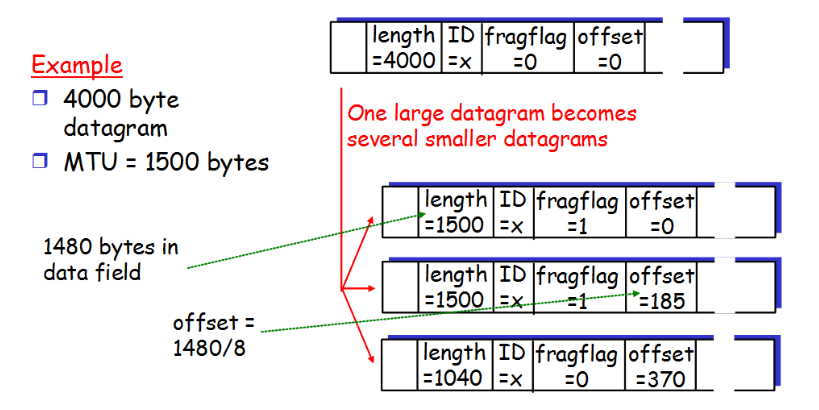 length ID fragflag offset
=4000 =x =0 =0
Example
4000 byte
datagram
MTU = 1500 bytes
One large datagram becomes
several smaller datagrams
length ID fragflag offset
=1500 =x =1 =0
1480 bytes in
data field
length ID fragflag offset
=1500 =x =1 =185
offset =
1480/8
length ID fragflag offset
=1040 =x =0 =370